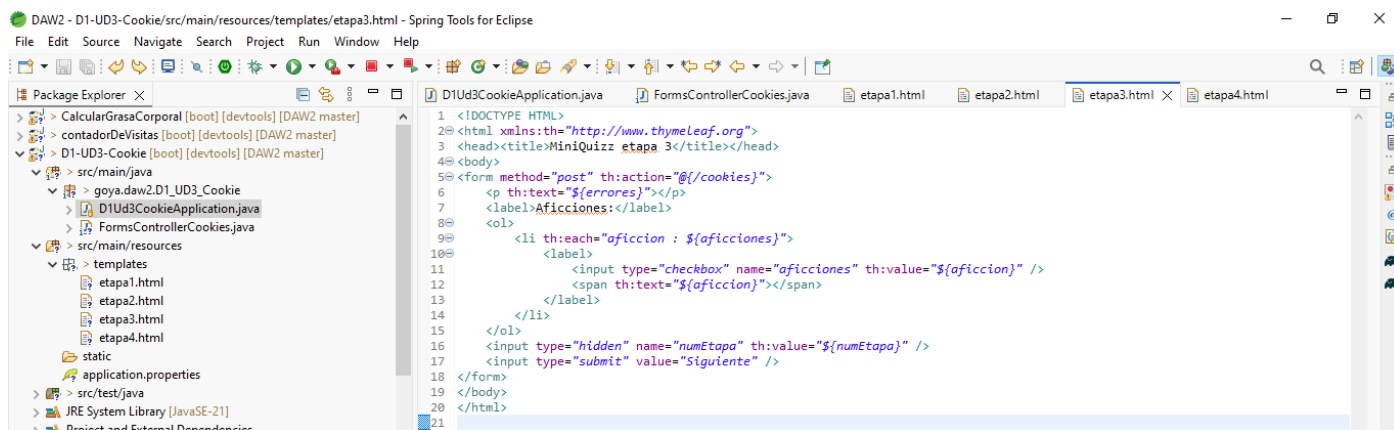 DAW2 - D1-UD3-Cookie/src/main/resources/templates/etapa3.html - Spring Tools for Eclipse
File Edit Source Navigate Search Project Run Window Help
Package Explorer
> CalcularGrasaCorporal [boot] [devtools] [DAW2 master]
> contadorDeVisitas [boot] [devtools] [DAW2 master]
> D1-UD3-Cookie [boot] [devtools] [DAW2 master]
> src/main/java
> goya.daw2.D1_UD3_Cookie
D1Ud3CookieApplication.java
FormsControllerCookies.java
> src/main/resources
> templates
etapa1.html
etapa2.html
etapa3.html
etapa4.html
static
application.properties
> src/test/java
JRE System Library [JavaSE-21]
Project and External Dependencies
D1Ud3CookieApplication.java FormsControllerCookies.java etapa1.html etapa2.html etapa3.html etapa4.html
1 <!DOCTYPE HTML>
2 <html xmlns:th="http://www.thymeleaf.org">
3 <head><title>MiniQuizz etapa 3</title></head>
4 <body>
5 <form method="post" th:action="@{/cookies}">
6 <p th:text="${errores}"></p>
7 <label>Aficciones:</label>
8 <ol>
9 <li th:each="aficcion : ${aficciones}">
10 <label>
11 <input type="checkbox" name="aficciones" th:value="${aficcion}" />
12 <span th:text="${aficcion}"></span>
13 </label>
14 </li>
15 </ol>
16 <input type="hidden" name="numEtapa" th:value="${numEtapa}" />
17 <input type="submit" value="Siguiente" />
18 </form>
19 </body>
20 </html>
21